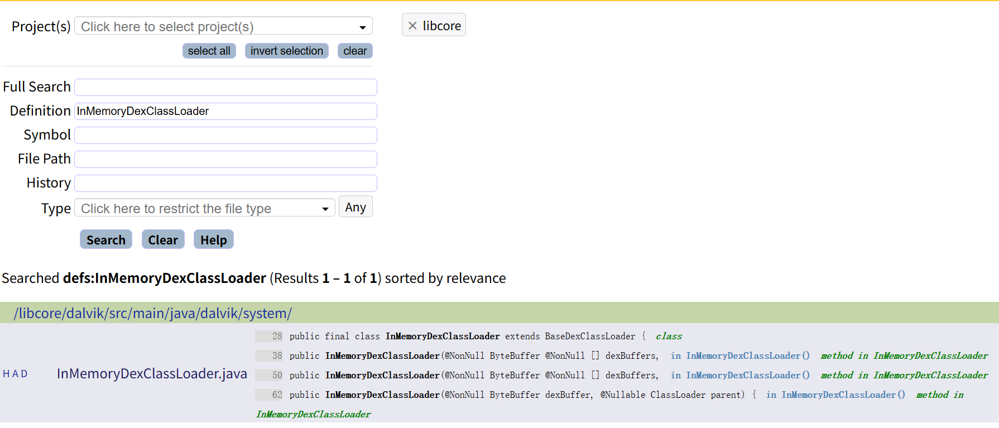 Project(s) Click here to select project(s) × libcore
select all invert selection clear
Full Search
Definition InMemoryDexClassLoader
Symbol
File Path
History
Type Click here to restrict the file type Any
Search Clear Help
Searched defs:InMemoryDexClassLoader (Results 1 – 1 of 1) sorted by relevance
/libcore/dalvik/src/main/java/dalvik/system/
H A D InMemoryDexClassLoader.java
28 public final class InMemoryDexClassLoader extends BaseDexClassLoader { class
38 public InMemoryDexClassLoader(@NonNull ByteBuffer @NonNull [] dexBuffers, in InMemoryDexClassLoader() method in InMemoryDexClassLoader
50 public InMemoryDexClassLoader(@NonNull ByteBuffer @NonNull [] dexBuffers, in InMemoryDexClassLoader() method in InMemoryDexClassLoader
62 public InMemoryDexClassLoader(@NonNull ByteBuffer dexBuffer, @Nullable ClassLoader parent) { in InMemoryDexClassLoader() method in
InMemoryDexClassLoader